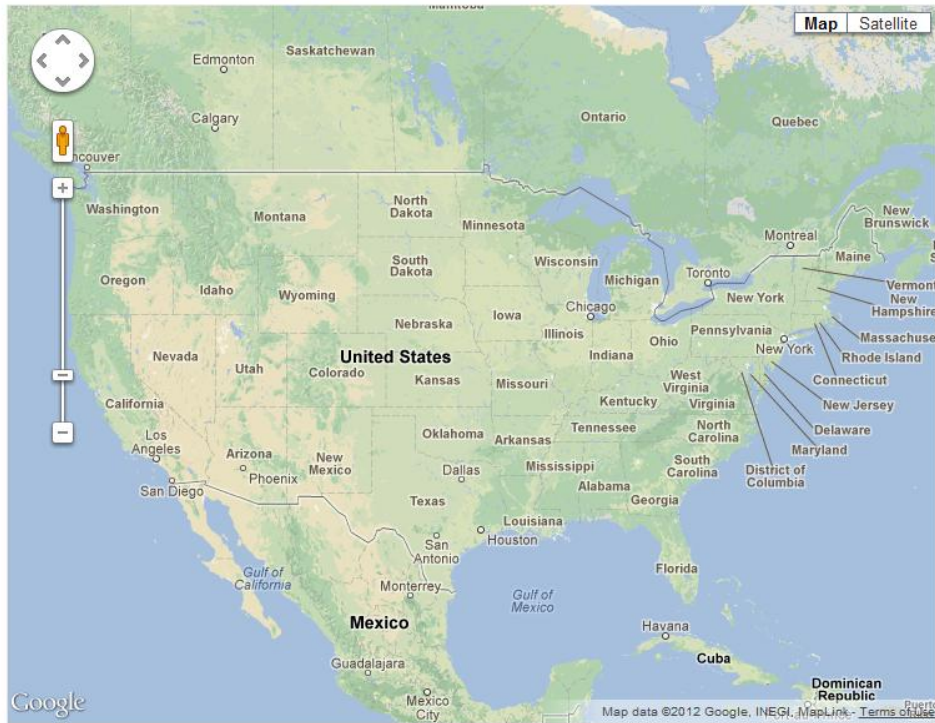 Manitoba
Map
Satellite
Saskatchewan
Edmonton
Calgary
Ontario
Quebec
Washington
Montana
North
Dakota
Minnesota
New
Brunswick
Montreal
Maine
Oregon
Idaho
South
Dakota
Wisconsin
Michigan
Toronto
Wyoming
Vermont
New
Hampshire
New York
Chicago
Iowa
Nebraska
Illinois
Ohio
Pennsylvania
Massachuse
New York
Rhode Island
Nevada
Utah
United States
Colorado
Indiana
Kansas
Missouri
West
Virginia
Connecticut
California
Kentucky
Virginia
New Jersey
Tennessee
North
Carolina
Delaware
Oklahoma
Arkansas
Maryland
Los
Angeles
Arizona
New
Mexico
Phoenix
Dallas
Mississippi
South
Carolina
District of
Columbia
San Diego
Alabama
Georgia
Texas
Louisiana
Houston
San
Antonio
Florida
Gulf of
California
Monterrey
Gulf of
Mexico
Mexico
Havana
Cuba
Guadalajara
Dominican
Republic
Mexico
City
Google
Map data ©2012 Google, INEGI, MapLink - Terms of Use